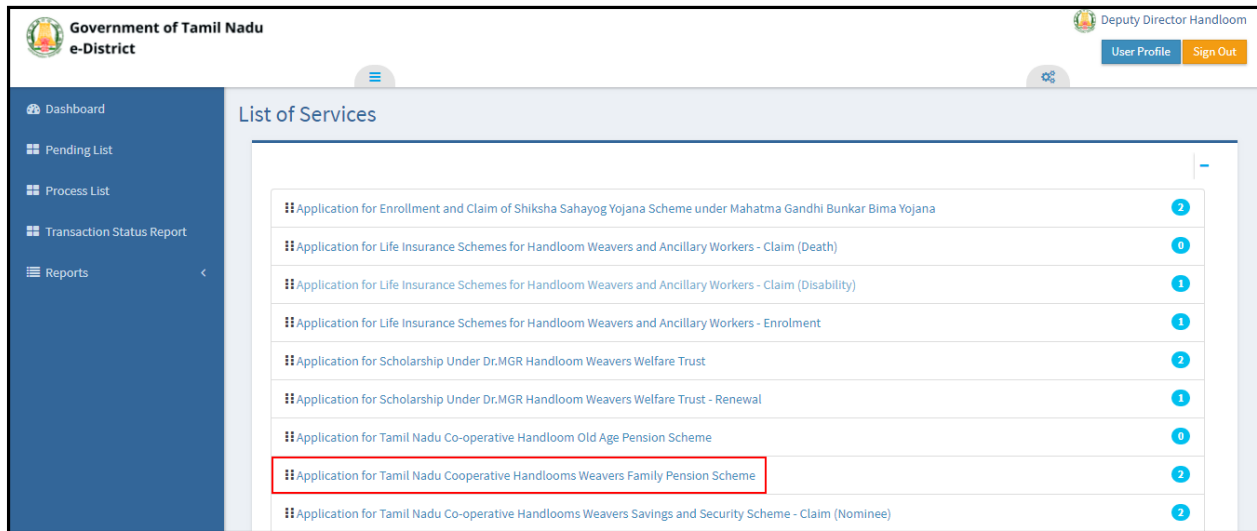 Government of Tamil Nadu
e-District
Deputy Director Handloom
User Profile
Sign Out
Dashboard
Pending List
Process List
Transaction Status Report
Reports
List of Services
Application for Enrollment and Claim of Shiksha Sahayog Yojana Scheme under Mahatma Gandhi Bunkar Bima Yojana 2
Application for Life Insurance Schemes for Handloom Weavers and Ancillary Workers - Claim (Death) 0
Application for Life Insurance Schemes for Handloom Weavers and Ancillary Workers - Claim (Disability) 1
Application for Life Insurance Schemes for Handloom Weavers and Ancillary Workers - Enrolment 1
Application for Scholarship Under Dr.MGR Handloom Weavers Welfare Trust 2
Application for Scholarship Under Dr.MGR Handloom Weavers Welfare Trust - Renewal 1
Application for Tamil Nadu Co-operative Handloom Old Age Pension Scheme 0
Application for Tamil Nadu Cooperative Handlooms Weavers Family Pension Scheme 2
Application for Tamil Nadu Co-operative Handlooms Weavers Savings and Security Scheme - Claim (Nominee) 2